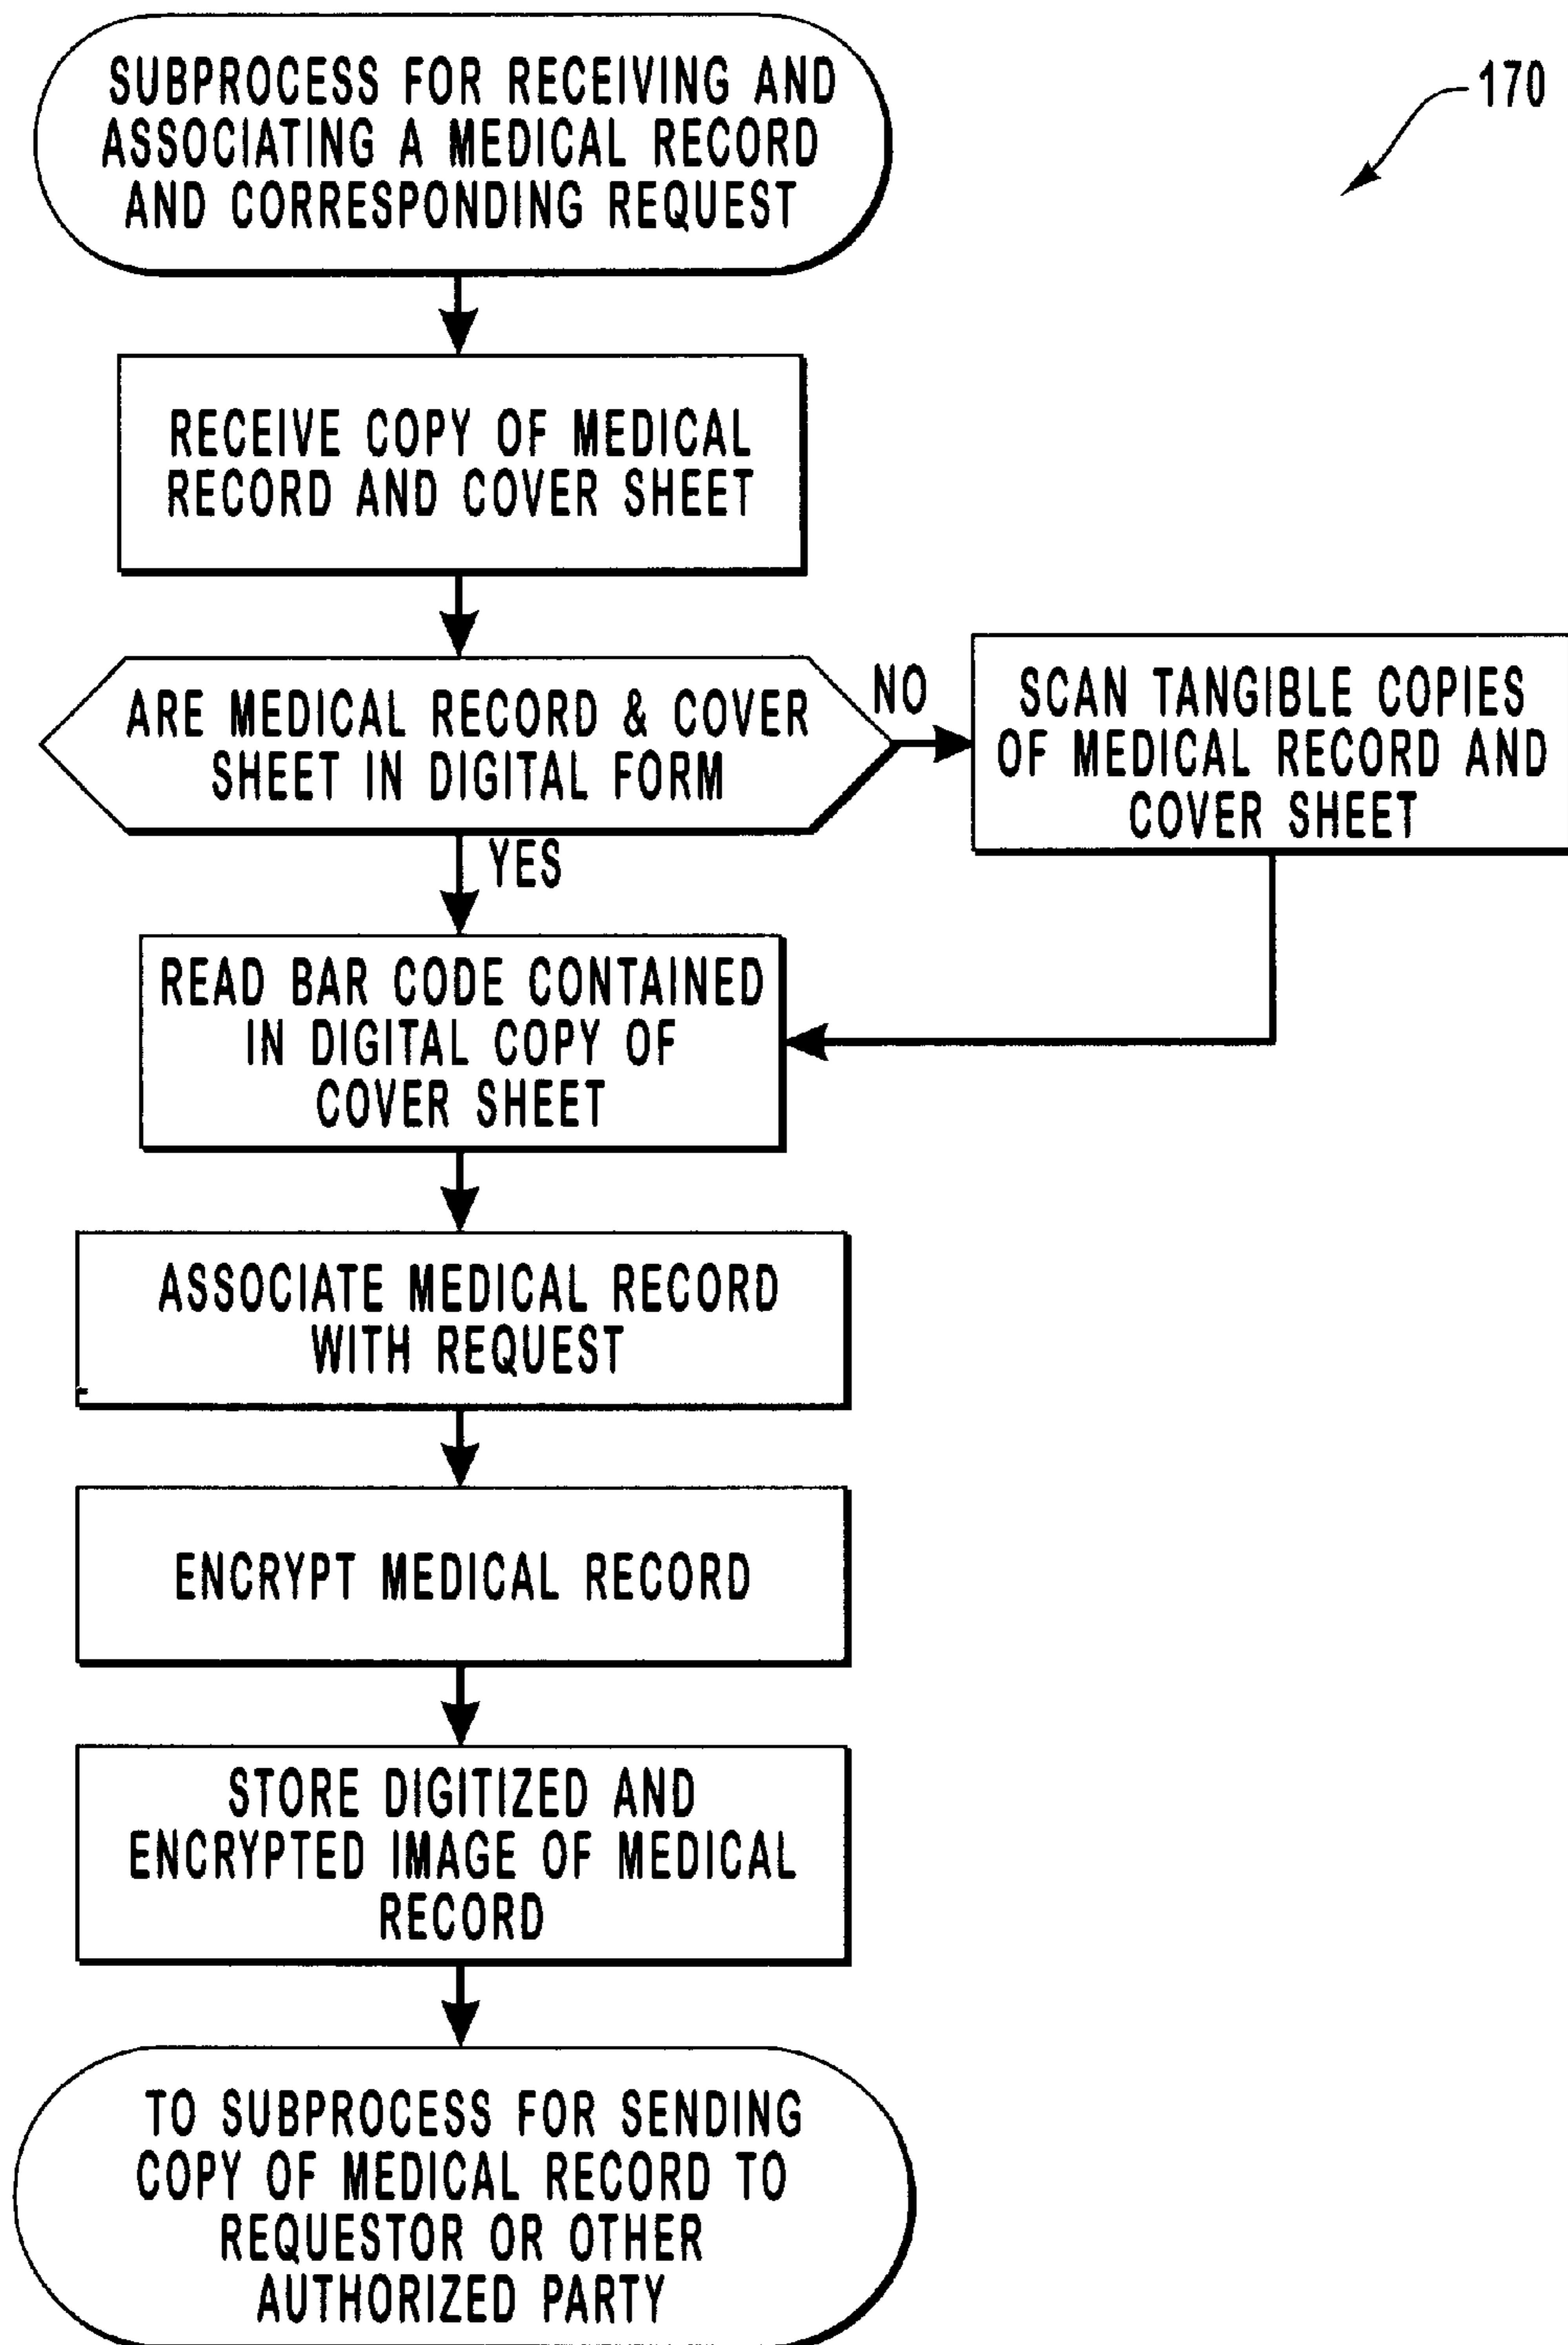 SUBPROCESS FOR RECEIVING AND
ASSOCIATING A MEDICAL RECORD
AND CORRESPONDING REQUEST
170
RECEIVE COPY OF MEDICAL
RECORD AND COVER SHEET
ARE MEDICAL RECORD & COVER
SHEET IN DIGITAL FORM
NO
SCAN TANGIBLE COPIES
OF MEDICAL RECORD AND
COVER SHEET
YES
READ BAR CODE CONTAINED
IN DIGITAL COPY OF
COVER SHEET
ASSOCIATE MEDICAL RECORD
WITH REQUEST
ENCRYPT MEDICAL RECORD
STORE DIGITIZED AND
ENCRYPTED IMAGE OF MEDICAL
RECORD
TO SUBPROCESS FOR SENDING
COPY OF MEDICAL RECORD TO
REQUESTOR OR OTHER
AUTHORIZED PARTY